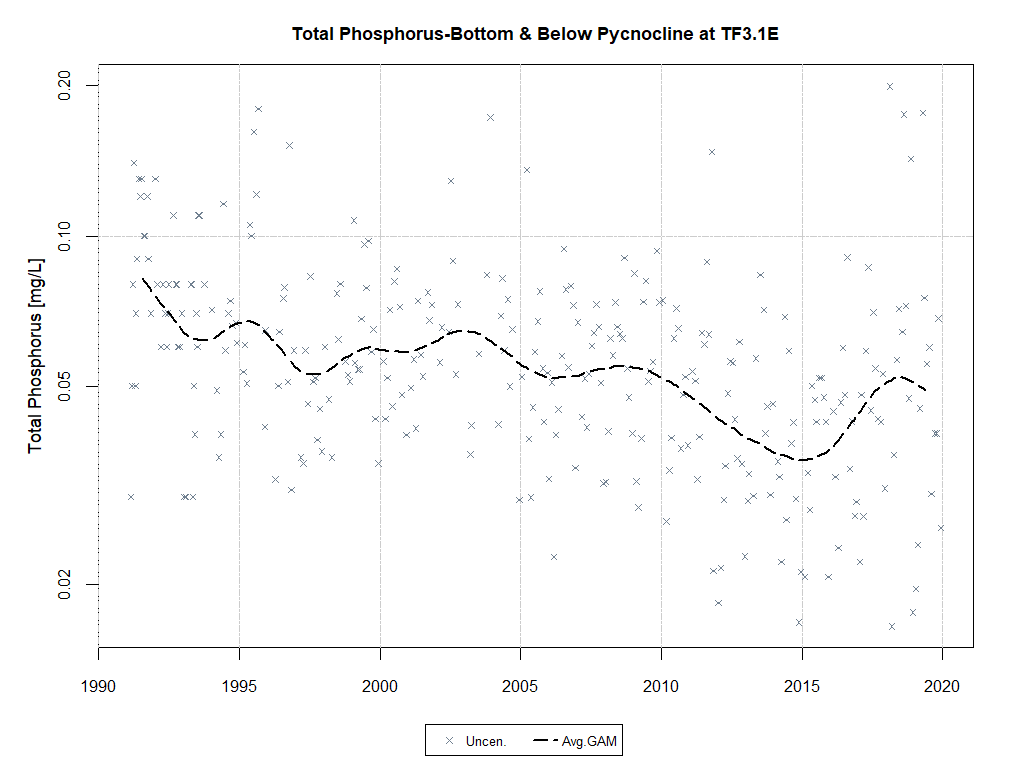 Total Phosphorus-Bottom & Below Pycnocline at TF3.1E
Total Phosphorus [mg/L]
0.20
0.10
0.05
0.02
1990 1995 2000 2005 2010 2015 2020
Uncen. Avg.GAM